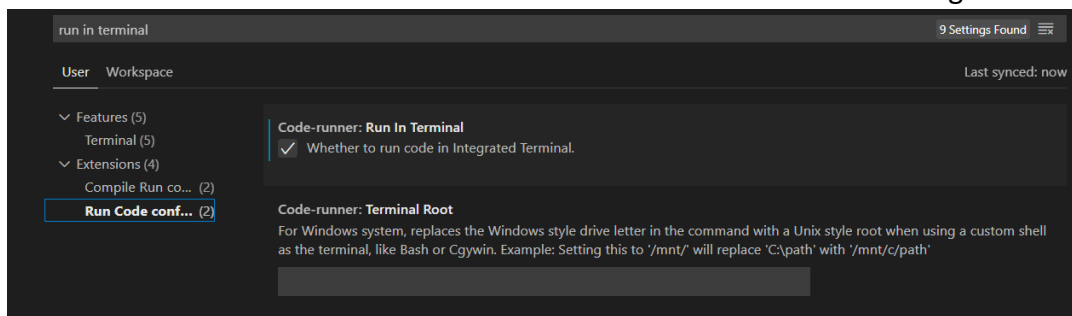 run in terminal
9 Settings Found
User Workspace
Last synced: now
Features (5)
Terminal (5)
Extensions (4)
Compile Run co... (2)
Run Code conf... (2)
Code-runner: Run In Terminal
Whether to run code in Integrated Terminal.
Code-runner: Terminal Root
For Windows system, replaces the Windows style drive letter in the command with a Unix style root when using a custom shell
as the terminal, like Bash or Cgywin. Example: Setting this to '/mnt/' will replace 'C:\path' with '/mnt/c/path'